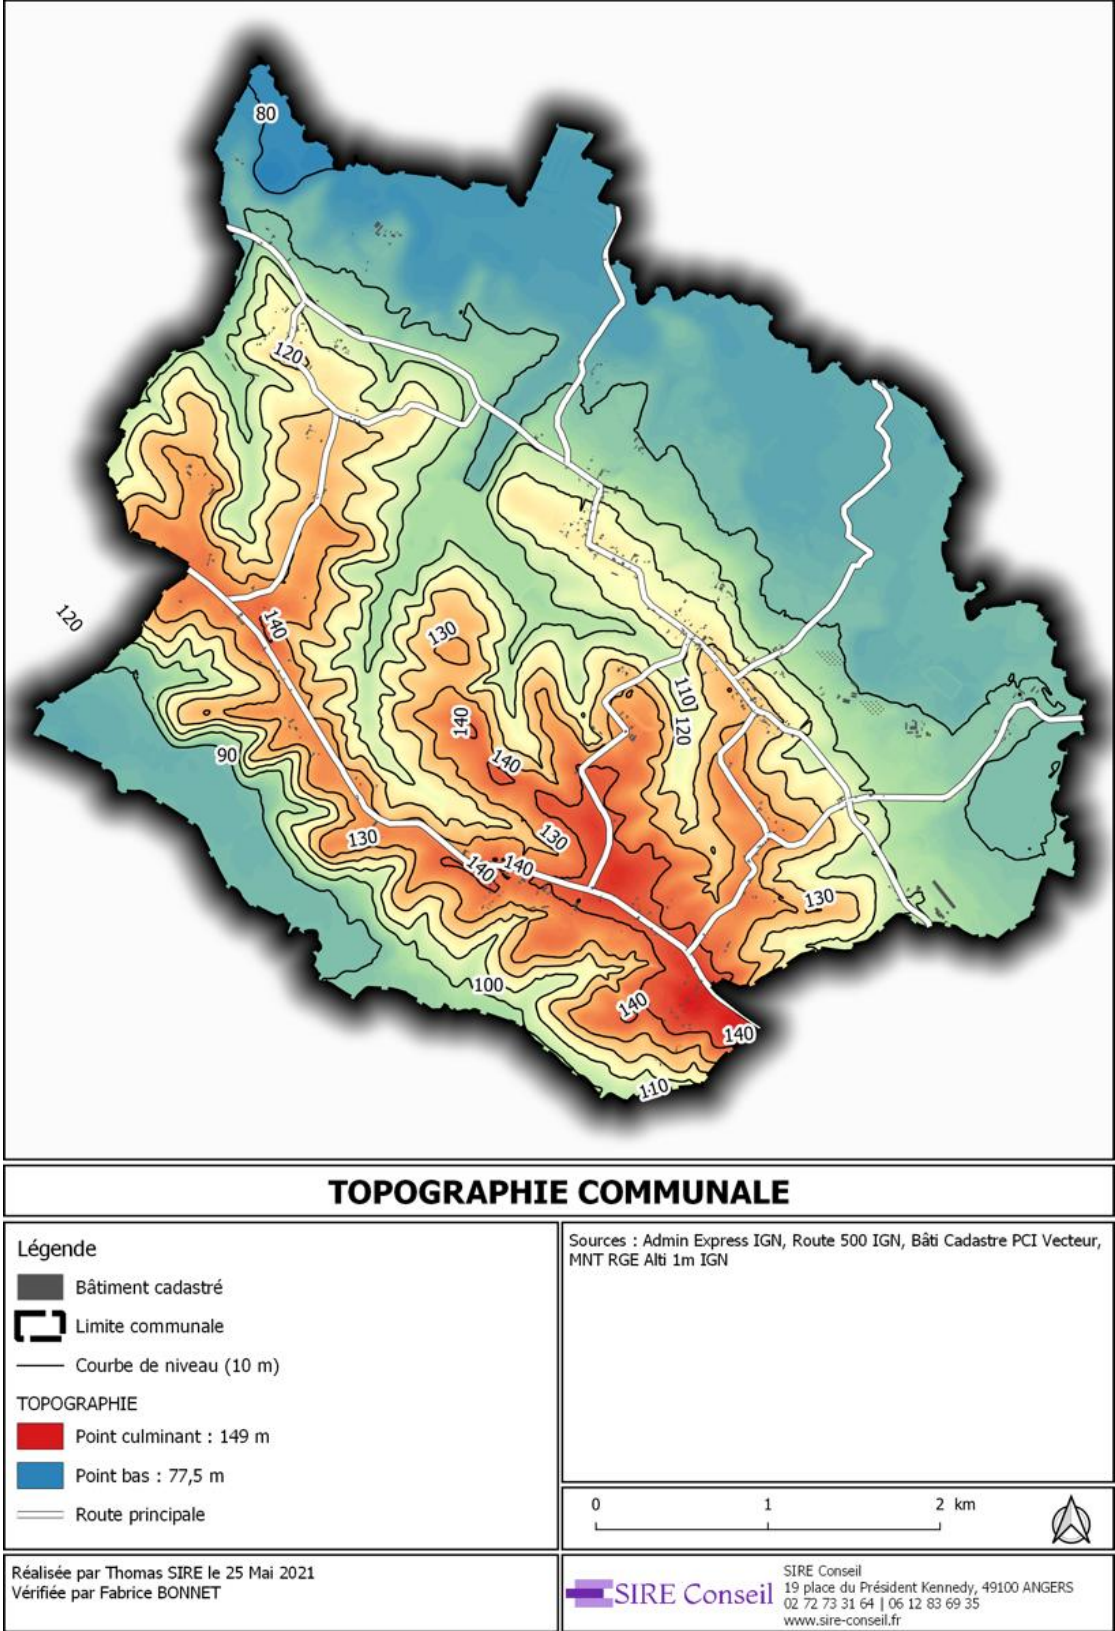 80
120
120
140
130
140
140
110
120
90
130
130
140
140
130
100
140
140
110
TOPOGRAPHIE COMMUNALE
Légende
Bâtiment cadastré
Limite communale
Courbe de niveau (10 m)
TOPOGRAPHIE
Point culminant : 149 m
Point bas : 77,5 m
Route principale
Sources : Admin Express IGN, Route 500 IGN, Bâti Cadastre PCI Vecteur,
MNT RGE Alti 1m IGN
0 1 2 km
Réalisée par Thomas SIRE le 25 Mai 2021
Vérifiée par Fabrice BONNET
SIRE Conseil
SIRE Conseil
19 place du Président Kennedy, 49100 ANGERS
02 72 73 31 64 | 06 12 83 69 35
www.sire-conseil.fr